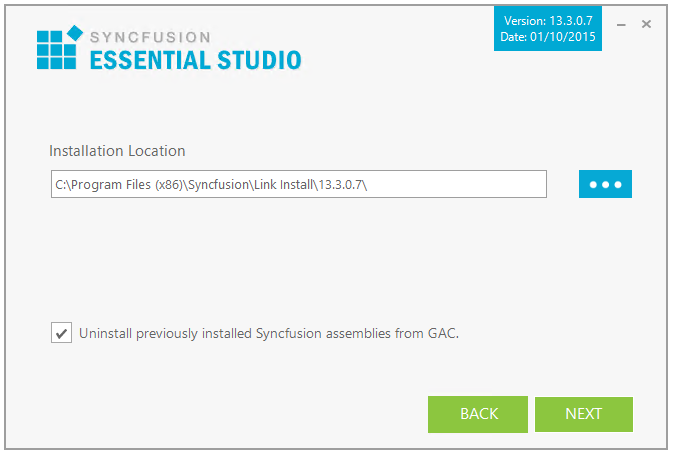 SYNCFUSION
ESSENTIAL STUDIO
Version: 13.3.0.7
Date: 01/10/2015
Installation Location
C:\Program Files (x86)\Syncfusion\Link Install\13.3.0.7\
Uninstall previously installed Syncfusion assemblies from GAC.
BACK
NEXT